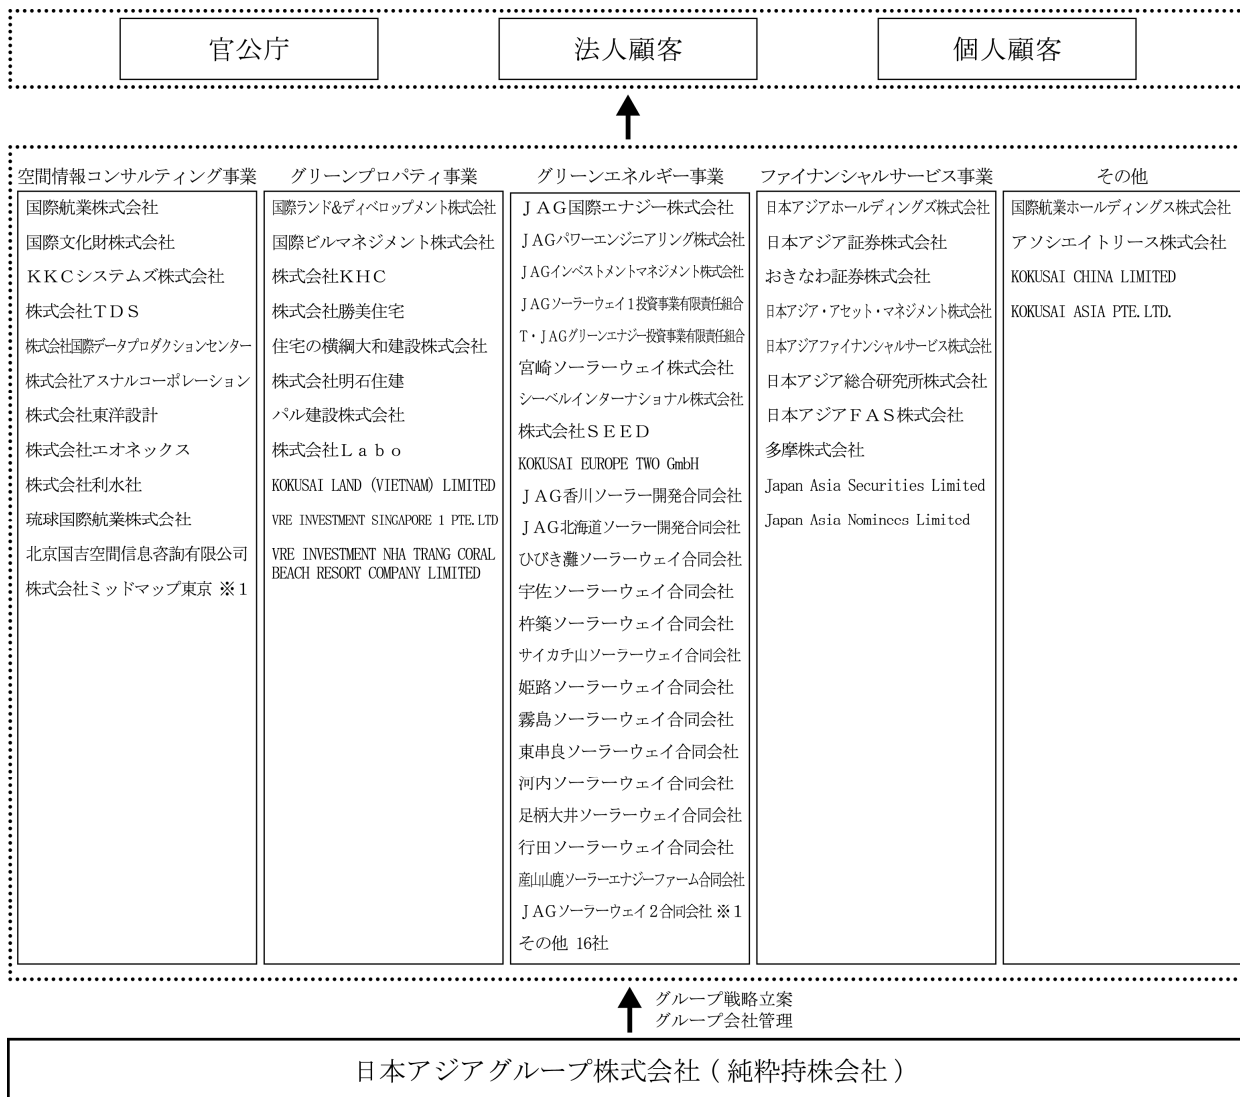 官公庁
法人顧客
個人顧客
空間情報コンサルティング事業
国際航業株式会社
国際文化財株式会社
KKCシステムズ株式会社
株式会社TDS
株式会社国際データプロダクションセンター
株式会社アスナルコーポレーション
株式会社東洋設計
株式会社エオネックス
株式会社利水社
琉球国際航業株式会社
北京国吉空間信息咨詢有限公司
株式会社ミッドマップ東京 ※1
グリーンプロパティ事業
国際ランド&ディベロップメント株式会社
国際ビルマネジメント株式会社
株式会社KHC
株式会社勝美住宅
住宅の横綱大和建設株式会社
株式会社明石住建
パル建設株式会社
株式会社Labo
KOKUSAI LAND (VIETNAM) LIMITED
VRE INVESTMENT SINGAPORE 1 PTE.LTD
VRE INVESTMENT NHA TRANG CORAL
BEACH RESORT COMPANY LIMITED
グリーンエネルギー事業
JAG国際エナジー株式会社
JAGパワーエンジニアリング株式会社
JAGインベストメントマネジメント株式会社
JAGソーラーウェイ1投資事業有限責任組合
T・JAGグリーンエナジー投資事業有限責任組合
宮崎ソーラーウェイ株式会社
シーベルインターナショナル株式会社
株式会社SEED
KOKUSAI EUROPE TWO GmbH
JAG香川ソーラー開発合同会社
JAG北海道ソーラー開発合同会社
ひびき灘ソーラーウェイ合同会社
宇佐ソーラーウェイ合同会社
杵築ソーラーウェイ合同会社
サイカチ山ソーラーウェイ合同会社
姫路ソーラーウェイ合同会社
霧島ソーラーウェイ合同会社
東串良ソーラーウェイ合同会社
河内ソーラーウェイ合同会社
足柄大井ソーラーウェイ合同会社
行田ソーラーウェイ合同会社
産山山鹿ソーラーエナジーファーム合同会社
JAGソーラーウェイ2合同会社 ※1
その他 16社
ファイナンシャルサービス事業
日本アジアホールディングズ株式会社
日本アジア証券株式会社
おきなわ証券株式会社
日本アジア・アセット・マネジメント株式会社
日本アジアファイナンシャルサービス株式会社
日本アジア総合研究所株式会社
日本アジアFAS株式会社
多摩株式会社
Japan Asia Securities Limited
Japan Asia Nominees Limited
その他
国際航業ホールディングス株式会社
アソシエイトリース株式会社
KOKUSAI CHINA LIMITED
KOKUSAI ASIA PTE.LTD.
グループ戦略立案
グループ会社管理
日本アジアグループ株式会社 ( 純粋持株会社 )